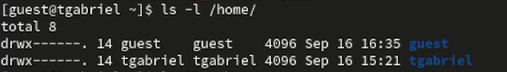 [guest@tgabriel ~]$ ls -l /home/
total 8
drwx------. 14 guest    guest    4096 Sep 16 16:35 guest
drwx------. 14 tgabriel tgabriel 4096 Sep 16 15:21 tgabriel